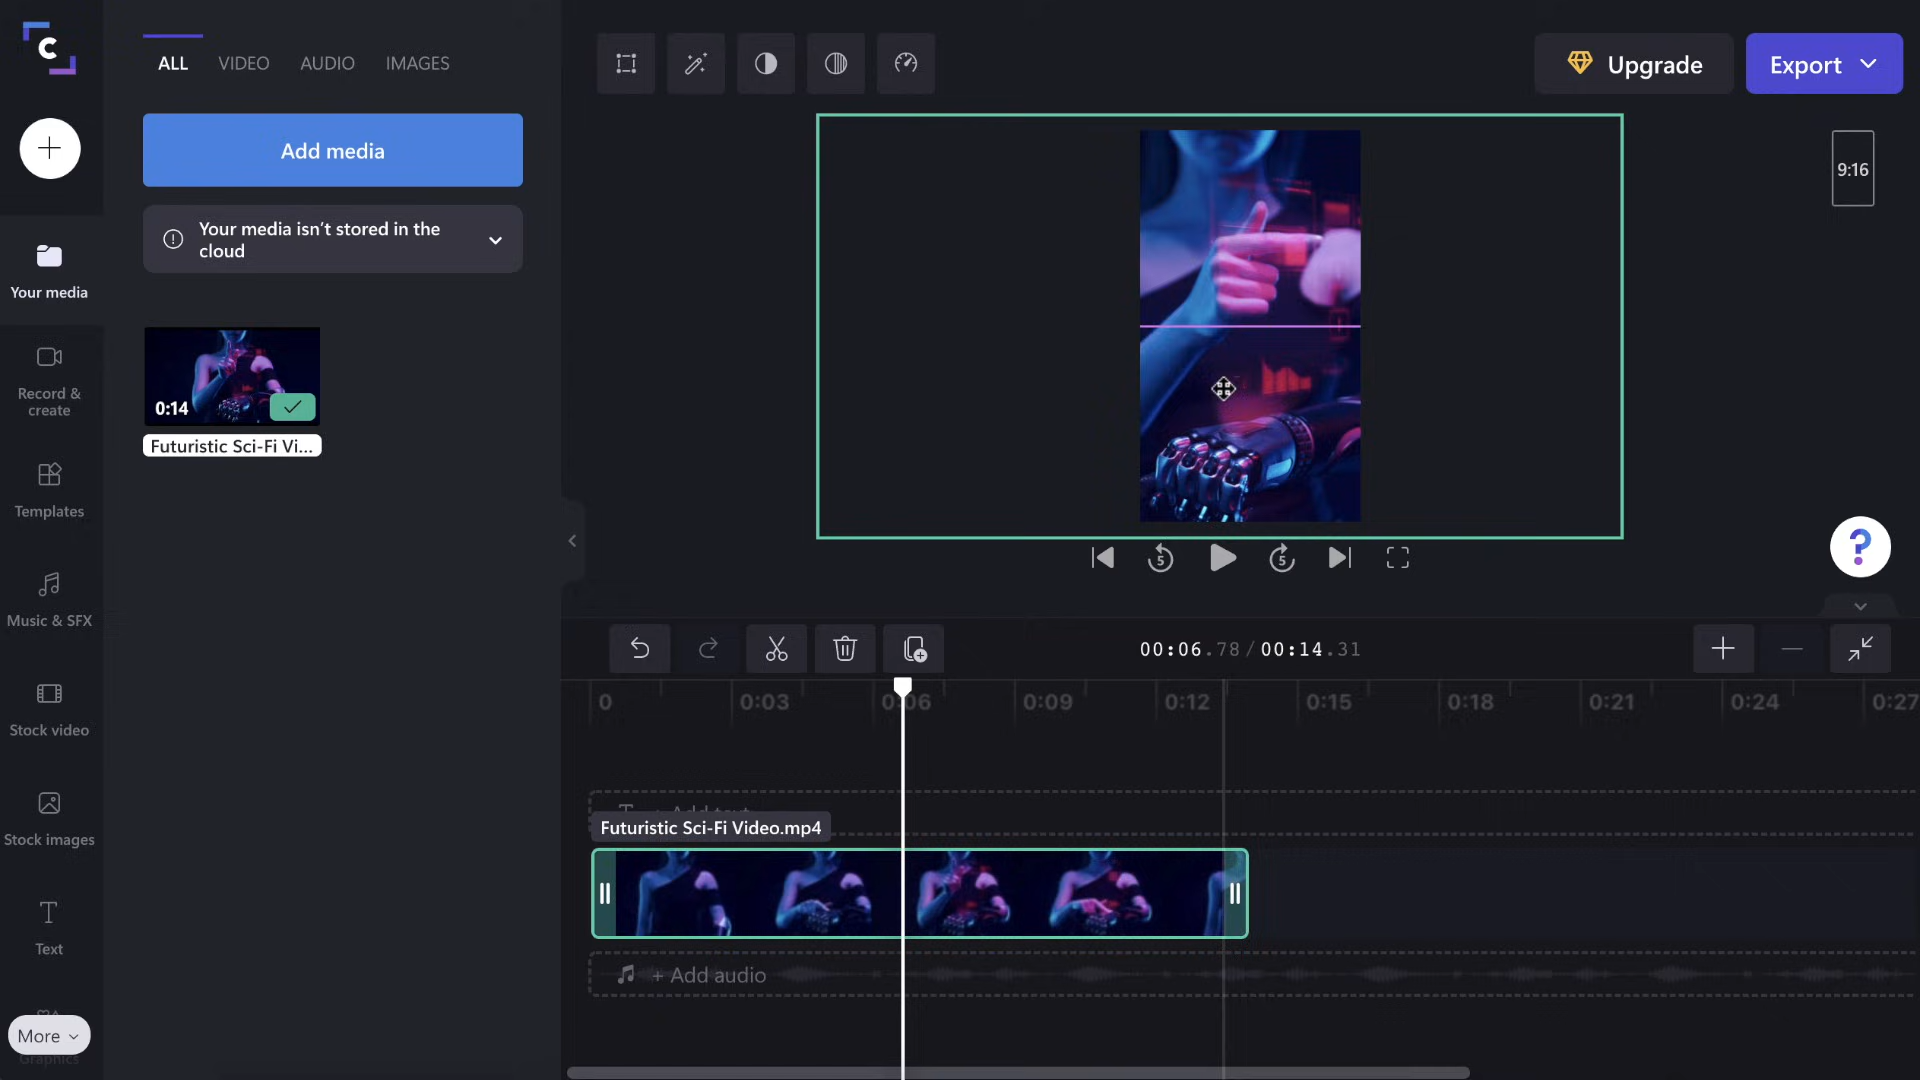 C
ALL VIDEO AUDIO IMAGES
Upgrade
Export
Add media
Your media isn't stored in the
cloud
9:16
Your media
Record &
create
Templates
Music & SFX
Stock video
Stock images
Text
More
Graphics
0:14
Futuristic Sci-Fi Vi...
5
5
?
00:06.78/00:14.31
0 0:03 0:06 0:09 0:12 0:15 0:18 0:21 0:24 0:27
T + Add text
Futuristic Sci-Fi Video.mp4
+ Add audio